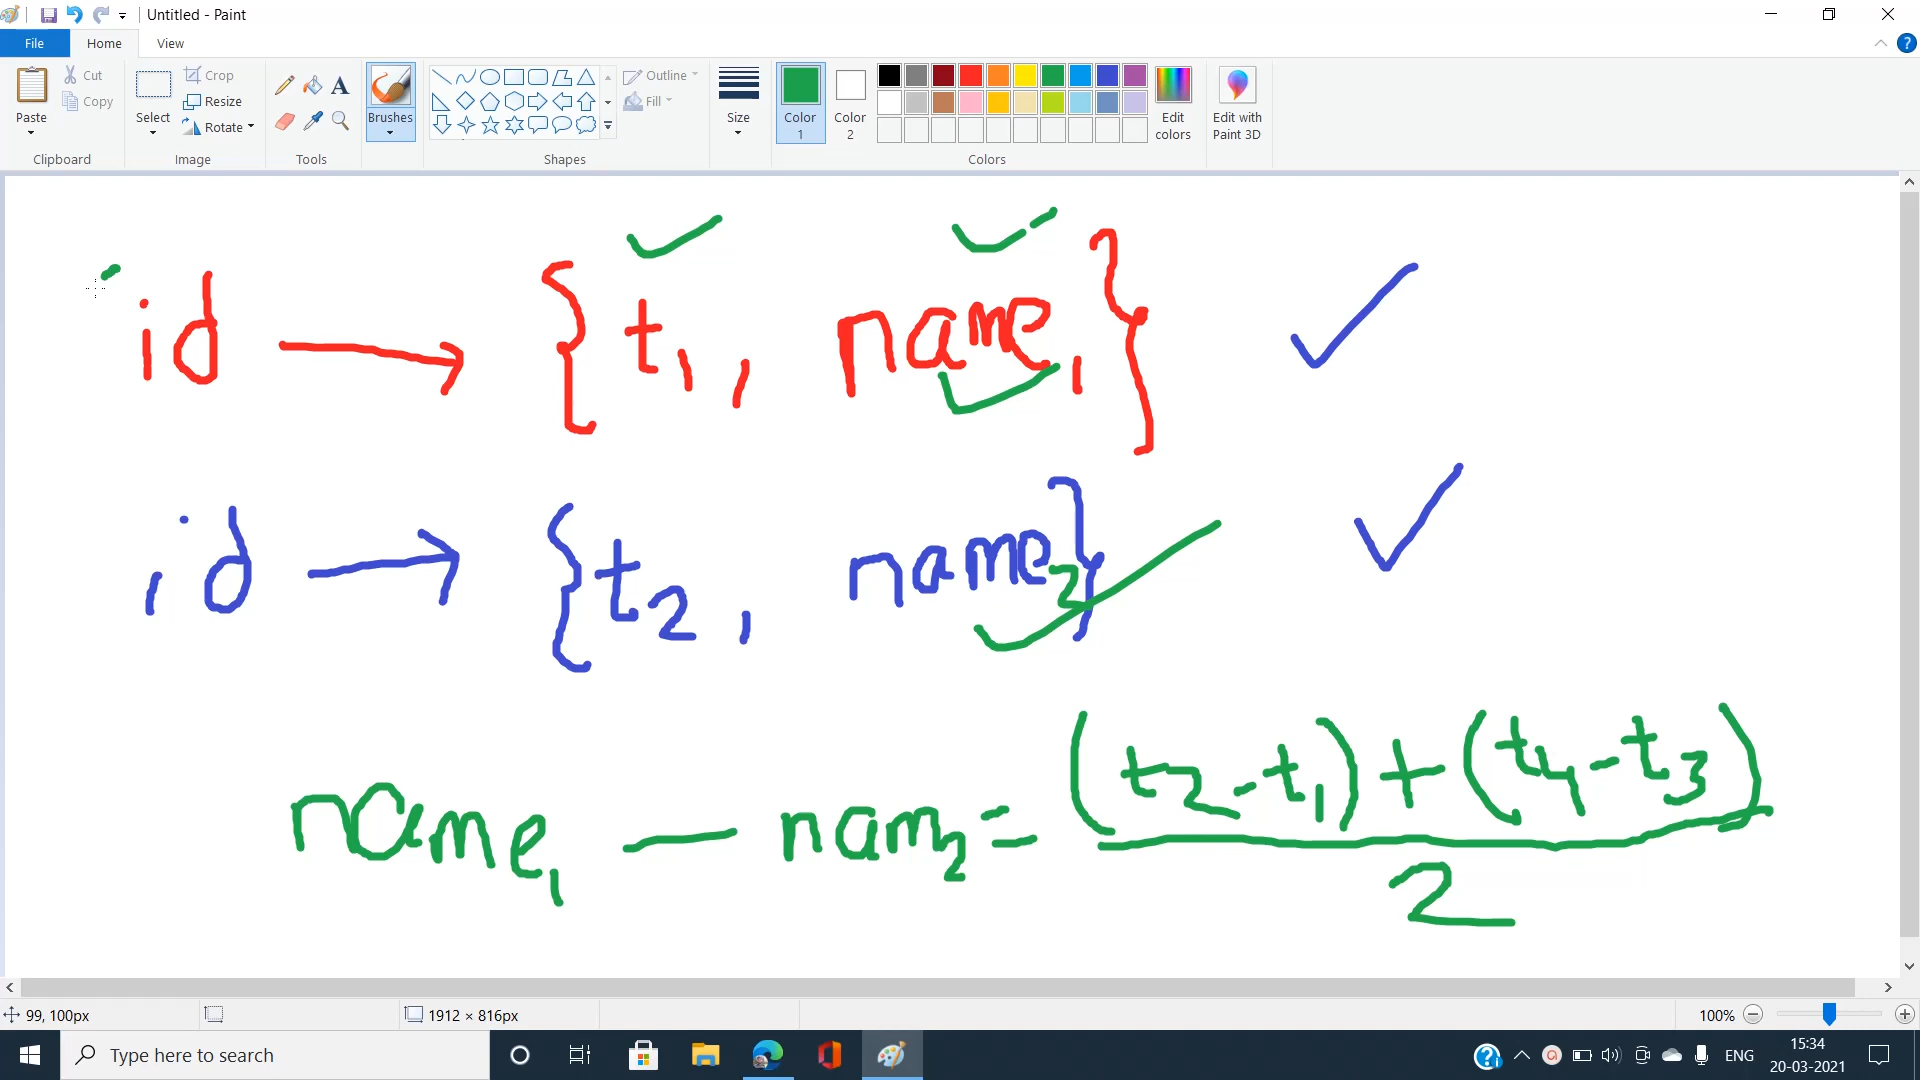 Untitled - Paint
File Home View
Paste Cut Copy Clipboard
Select Crop Resize Rotate Image
Tools
Brushes
Shapes Outline Fill
Size
Color 1 Color 2 Edit colors Colors
Edit with Paint 3D
id → { t1 , name1 }
id → { t2 , name2 }
name1 — nam2 = (t2-t1)+(t4-t3)
2
99, 100px 1912 × 816px 100%
Type here to search ENG 15:34
20-03-2021